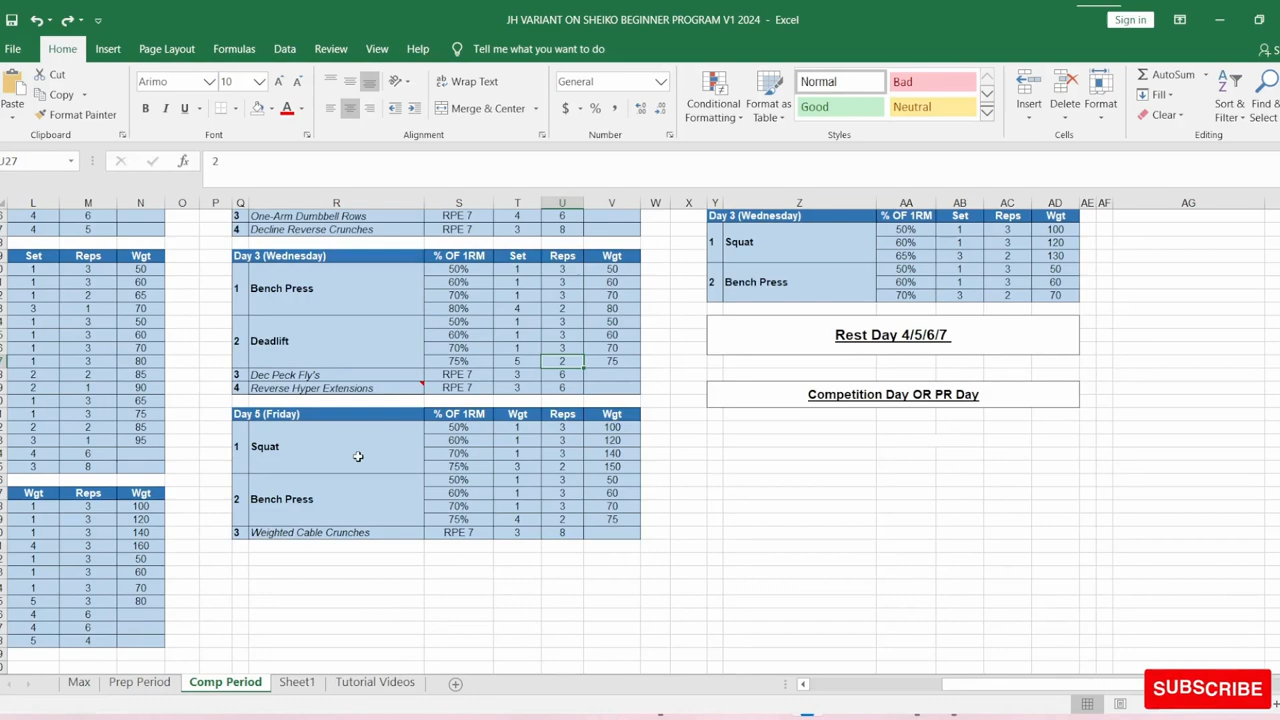 JH VARIANT ON SHEIKO BEGINNER PROGRAM V1 2024 - Excel
Sign in
File Home Insert Page Layout Formulas Data Review View Help Tell me what you want to do
Cut
Copy
Format Painter
Paste
Arimo 10
B I U
Wrap Text
Merge & Center
General
$ % ,
Conditional Formatting
Format as Table
Normal Bad
Good Neutral
Insert Delete Format
AutoSum
Fill
Clear
Sort & Filter
Find & Select
Clipboard Font Alignment Number Styles Cells Editing
J27 fx 2
L M N O P Q R S T U V W X Y Z AA AB AC AD AE AF AG
4 6 3 One-Arm Dumbbell Rows RPE 7 4 6 Day 3 (Wednesday) % OF 1RM Set Reps Wgt
4 5 4 Decline Reverse Crunches RPE 7 3 8 50% 1 3 100
1 Squat 60% 1 3 120
Set Reps Wgt Day 3 (Wednesday) % OF 1RM Set Reps Wgt 65% 3 2 130
1 3 50 50% 1 3 50 50% 1 3 50
1 3 60 1 Bench Press 60% 1 3 60 2 Bench Press 60% 1 3 60
1 2 65 70% 1 3 70 70% 3 2 70
3 1 70 80% 4 2 80
1 3 50 50% 1 3 50
1 3 60 2 Deadlift 60% 1 3 60 Rest Day 4/5/6/7
1 3 70 70% 1 3 70
1 3 80 75% 5 2 75
2 2 85 3 Dec Peck Fly's RPE 7 3 6
2 1 90 4 Reverse Hyper Extensions RPE 7 3 6 Competition Day OR PR Day
1 3 50
1 3 75 Day 5 (Friday) % OF 1RM Wgt Reps Wgt
2 2 85 50% 1 3 100
3 1 95 1 Squat 60% 1 3 120
4 6 70% 1 3 140
3 8 75% 3 2 150
50% 1 3 50
Wgt Reps Wgt 2 Bench Press 60% 1 3 60
1 3 100 70% 1 3 70
1 3 120 75% 4 2 75
1 3 140 3 Weighted Cable Crunches RPE 7 3 8
4 3 160
1 3 50
1 3 60
1 3 70
5 3 80
4 6
4 6
5 4
Max Prep Period Comp Period Sheet1 Tutorial Videos
SUBSCRIBE